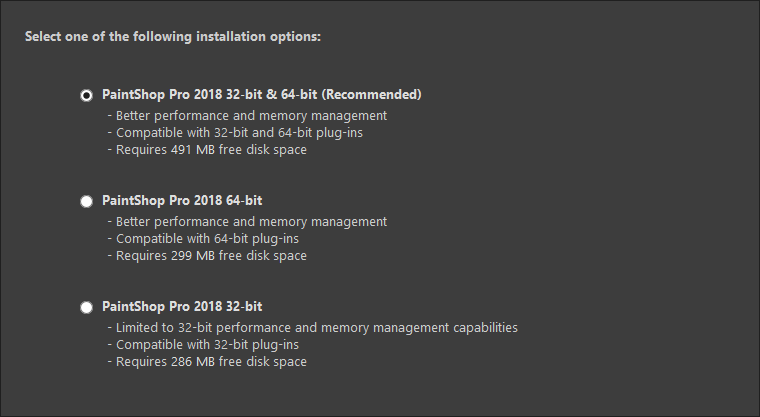 Select one of the following installation options:
PaintShop Pro 2018 32-bit & 64-bit (Recommended)
- Better performance and memory management
- Compatible with 32-bit and 64-bit plug-ins
- Requires 491 MB free disk space
PaintShop Pro 2018 64-bit
- Better performance and memory management
- Compatible with 64-bit plug-ins
- Requires 299 MB free disk space
PaintShop Pro 2018 32-bit
- Limited to 32-bit performance and memory management capabilities
- Compatible with 32-bit plug-ins
- Requires 286 MB free disk space